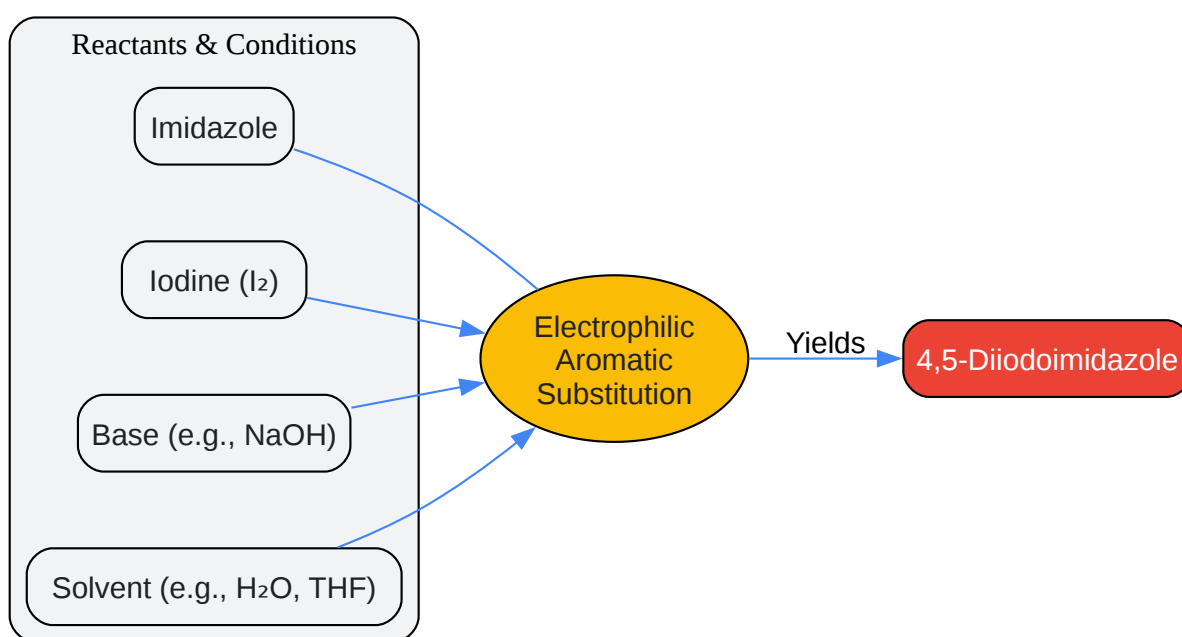 Reactants & Conditions
Imidazole
Iodine (I₂)
Base (e.g., NaOH)
Solvent (e.g., H₂O, THF)
Electrophilic
Aromatic
Substitution
Yields
4,5-Diiodoimidazole